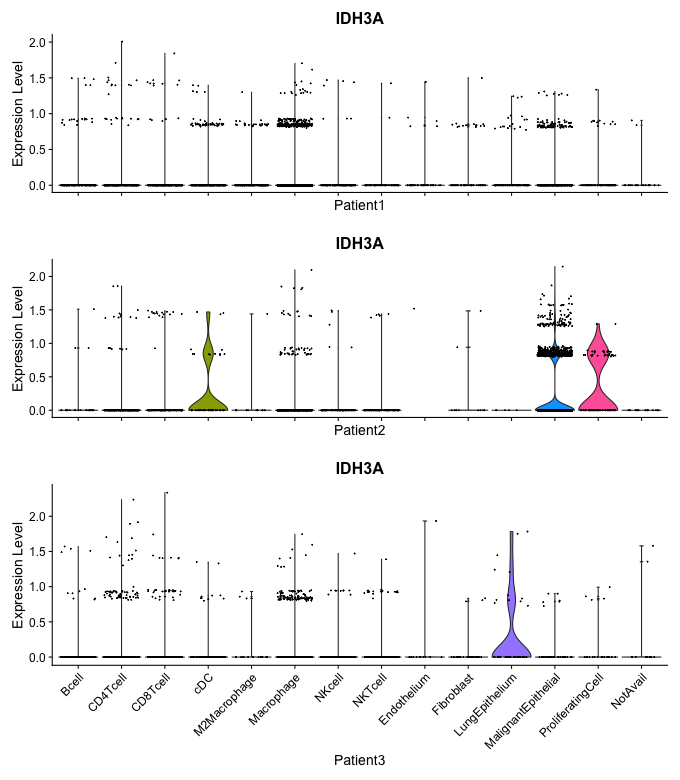 IDH3A
Expression Level
2.0
1.5
1.0
0.5
0.0
Patient1
IDH3A
Expression Level
2.0
1.5
1.0
0.5
0.0
Patient2
IDH3A
Expression Level
2.0
1.5
1.0
0.5
0.0
Bcell
CD4Tcell
CD8Tcell
cDC
M2Macrophage
Macrophage
NKcell
NKTcell
Endothelium
Fibroblast
LungEpithelium
MalignantEpithelial
ProliferatingCell
NotAvail
Patient3